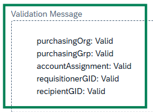 Validation Message
purchasingOrg: Valid
purchasingGrp: Valid
accountAssignment: Valid
requisitionerGID: Valid
recipientGID: Valid